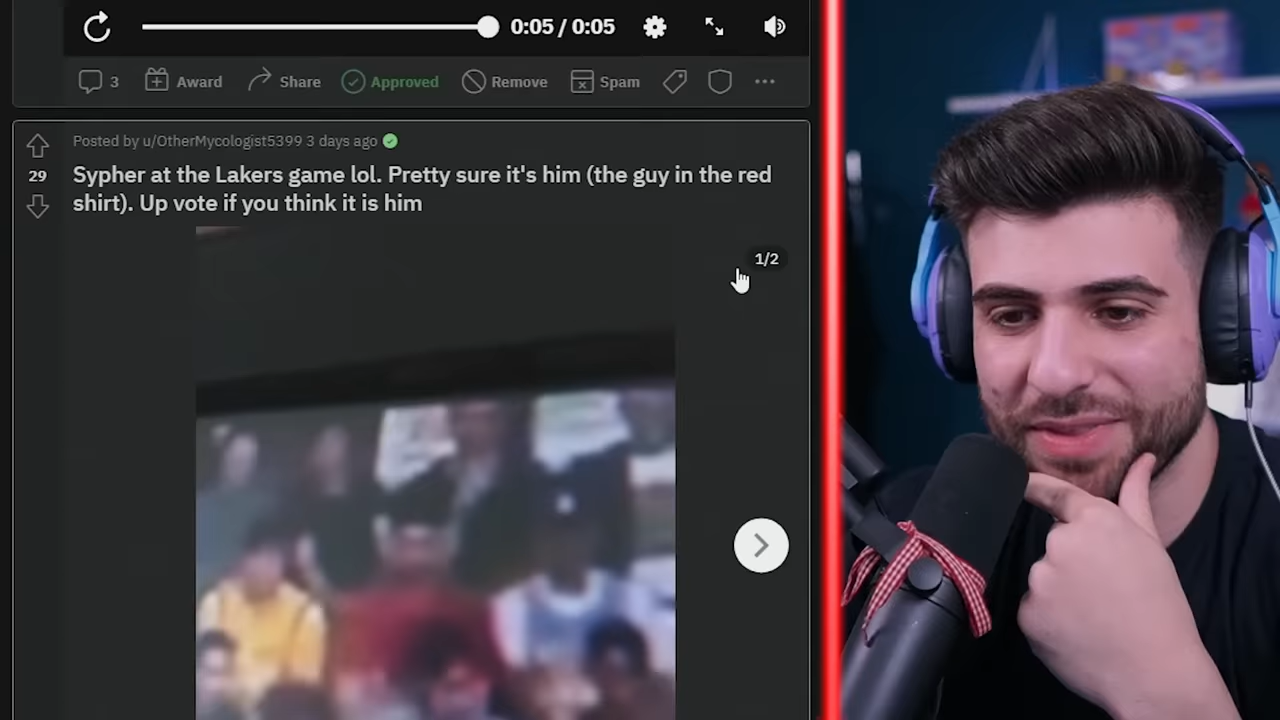 0:05 / 0:05
3 Award Share Approved Remove Spam
Posted by u/OtherMycologist5399 3 days ago
29
Sypher at the Lakers game lol. Pretty sure it's him (the guy in the red
shirt). Up vote if you think it is him
1/2